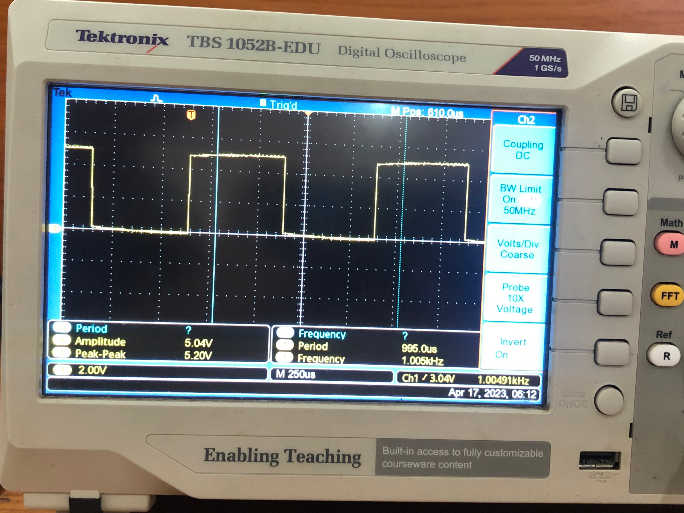 Tektronix TBS 1052B-EDU Digital Oscilloscope
50 MHz
1 GS/s
Tek
T
Trig'd
M Pos: 610.0us
Ch2
Coupling
DC
BW Limit
On
50MHz
Volts/Div
Coarse
Probe
10X
Voltage
Invert
On
Period ?
Amplitude 5.04V
Peak-Peak 5.20V
Frequency ?
Period 995.0us
Frequency 1.005kHz
2.00V
M 250us
Ch1 / 3.04V 1.00491kHz
Apr 17, 2023, 06:12
Math
M
FFT
Ref
R
Menu
On/Off
Enabling Teaching
Built-in access to fully customizable
courseware content